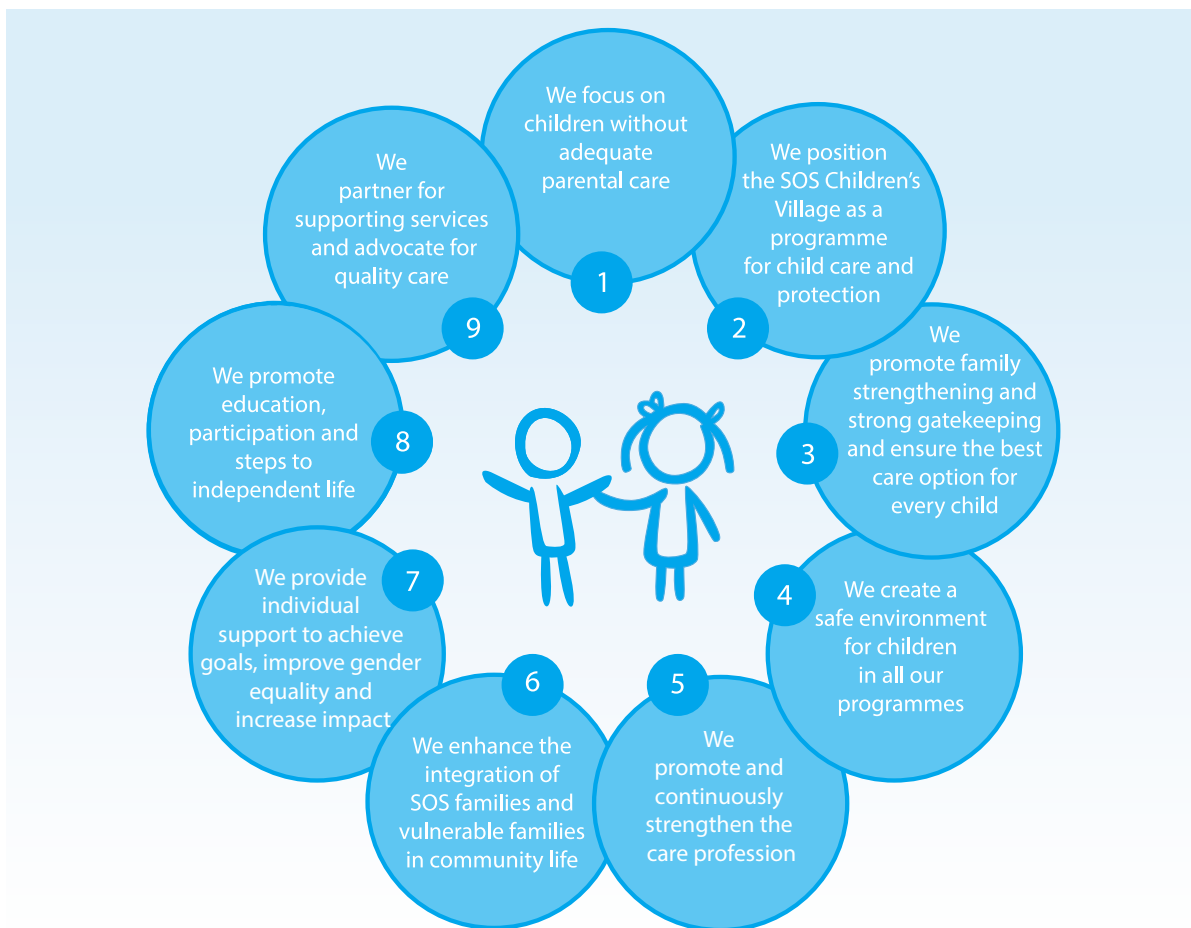 We focus on
children without
adequate
parental care
1
We position
the SOS Children's
Village as a
programme
for child care and
protection
2
We
promote family
strengthening and
strong gatekeeping
and ensure the best
care option for
every child
3
We create a
safe environment
for children
in all our
programmes
4
We
promote and
continuously
strengthen the
care profession
5
We enhance the
integration of
SOS families and
vulnerable families
in community life
6
We provide
individual
support to achieve
goals, improve gender
equality and
increase impact
7
We promote
education,
participation and
steps to
independent life
8
We
partner for
supporting services
and advocate for
quality care
9